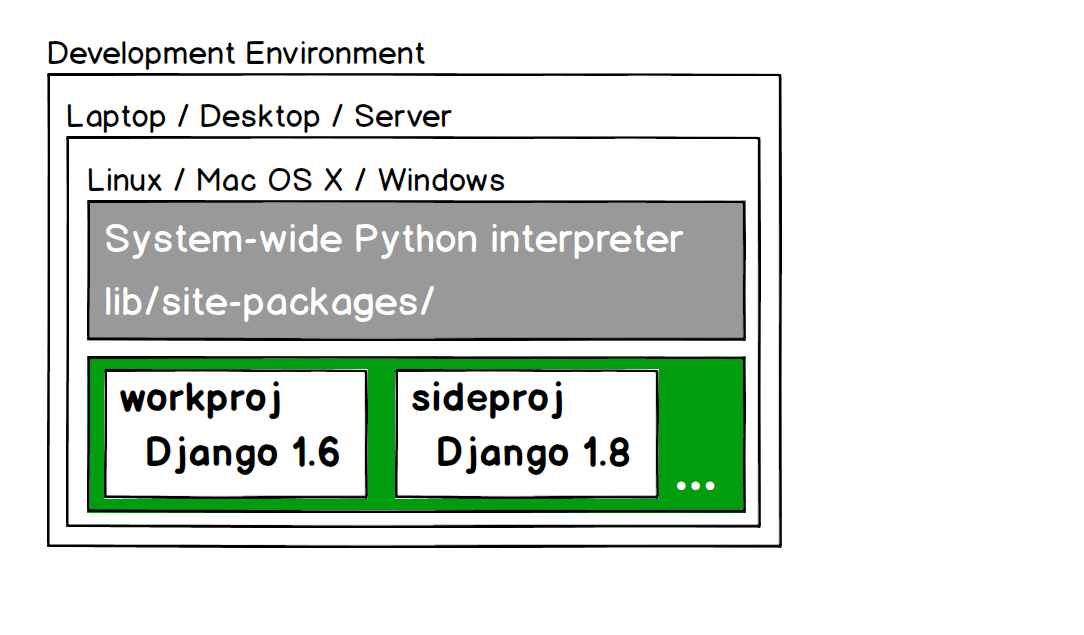 Development Environment
Laptop / Desktop / Server
Linux / Mac OS X / Windows
System-wide Python interpreter
lib/site-packages/
workproj
Django 1.6
sideproj
Django 1.8
...